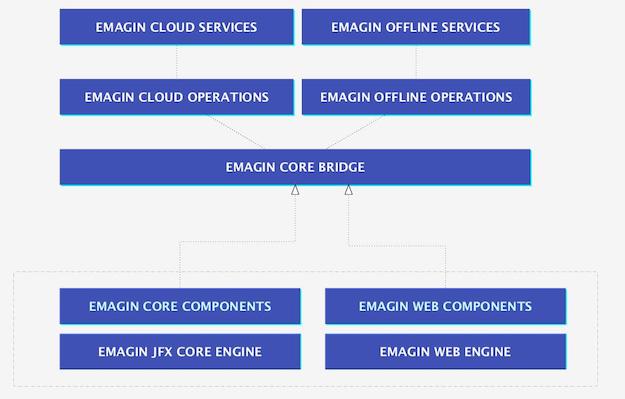 EMAGIN CLOUD SERVICES
EMAGIN OFFLINE SERVICES
EMAGIN CLOUD OPERATIONS
EMAGIN OFFLINE OPERATIONS
EMAGIN CORE BRIDGE
EMAGIN CORE COMPONENTS
EMAGIN WEB COMPONENTS
EMAGIN JFX CORE ENGINE
EMAGIN WEB ENGINE